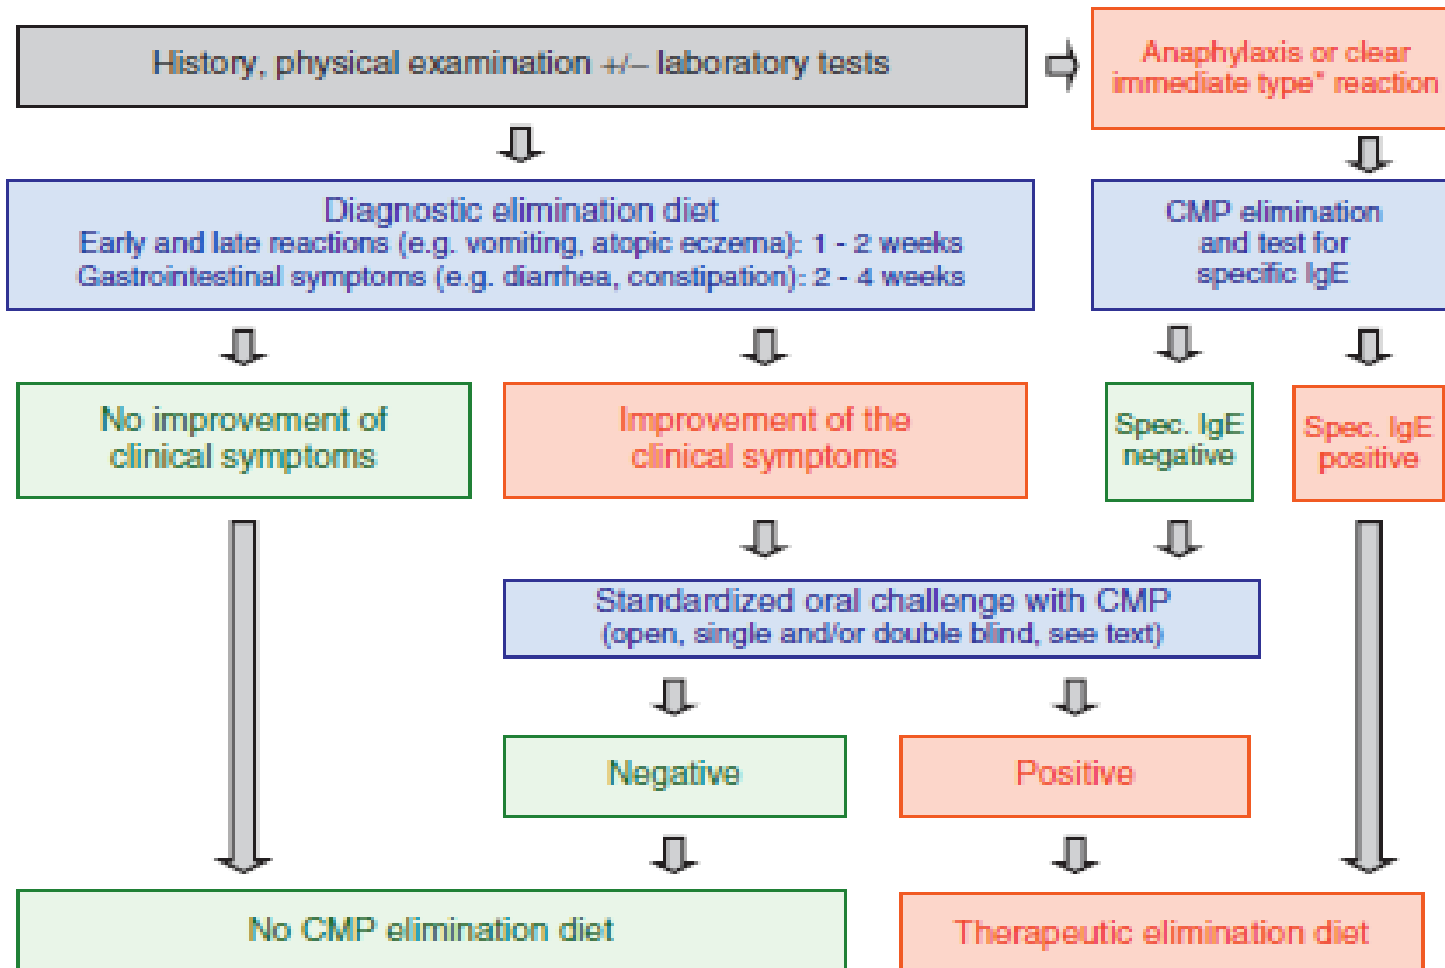 History, physical examination +/– laboratory tests
Anaphylaxis or clear
immediate type* reaction
Diagnostic elimination diet
Early and late reactions (e.g. vomiting, atopic eczema): 1 - 2 weeks
Gastrointestinal symptoms (e.g. diarrhea, constipation): 2 - 4 weeks
CMP elimination
and test for
specific IgE
No improvement of
clinical symptoms
Improvement of the
clinical symptoms
Spec. IgE
negative
Spec. IgE
positive
Standardized oral challenge with CMP
(open, single and/or double blind, see text)
Negative
Positive
No CMP elimination diet
Therapeutic elimination diet